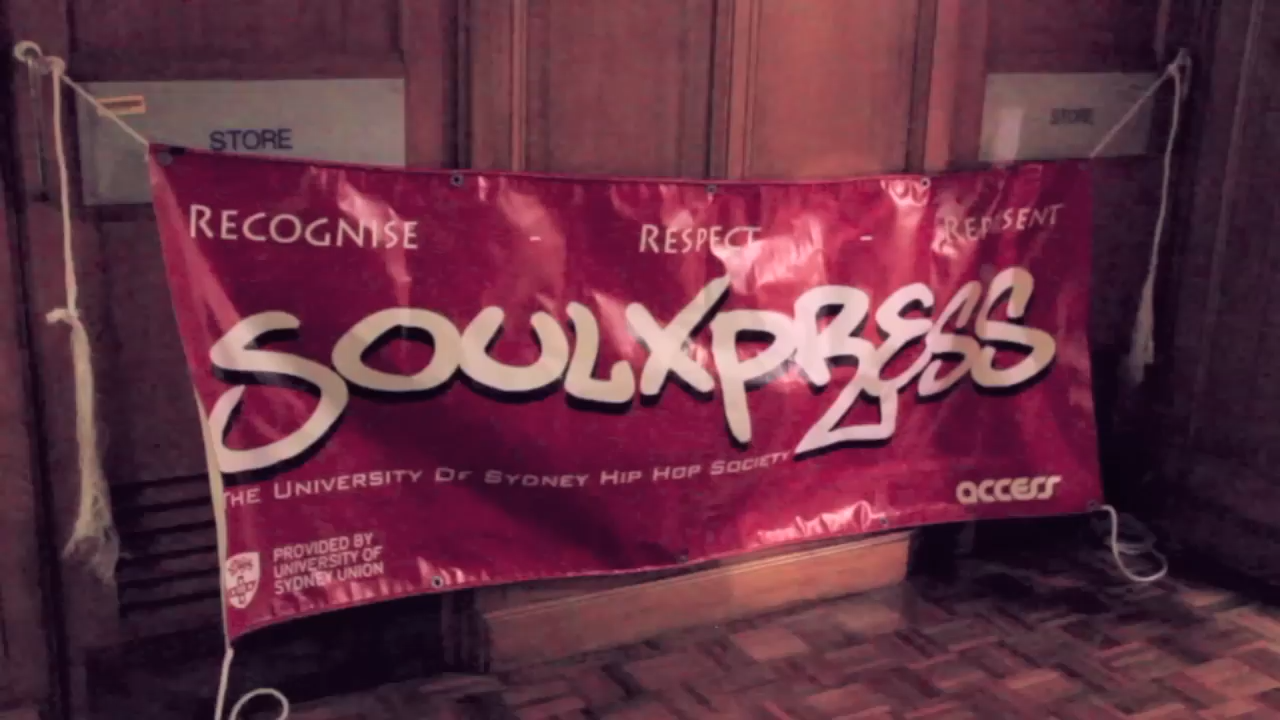 STORE
STORE
RECOGNISE - RESPECT - REPRESENT
SOULXPRESS
THE UNIVERSITY OF SYDNEY HIP HOP SOCIETY
access
PROVIDED BY
UNIVERSITY OF
SYDNEY UNION